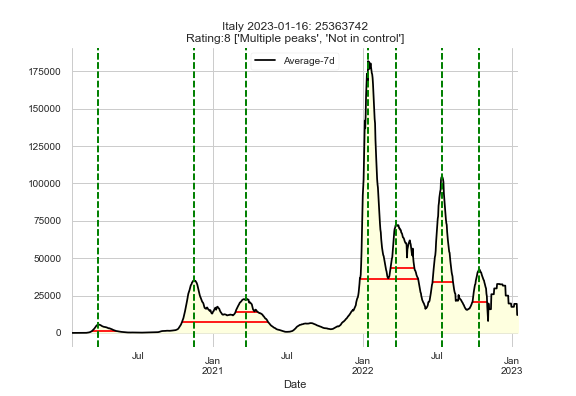 Italy 2023-01-16: 25363742
Rating:8 ['Multiple peaks', 'Not in control']
Average-7d
175000
150000
125000
100000
75000
50000
25000
0
Jul
Jan
2021
Jul
Jan
2022
Jul
Jan
2023
Date